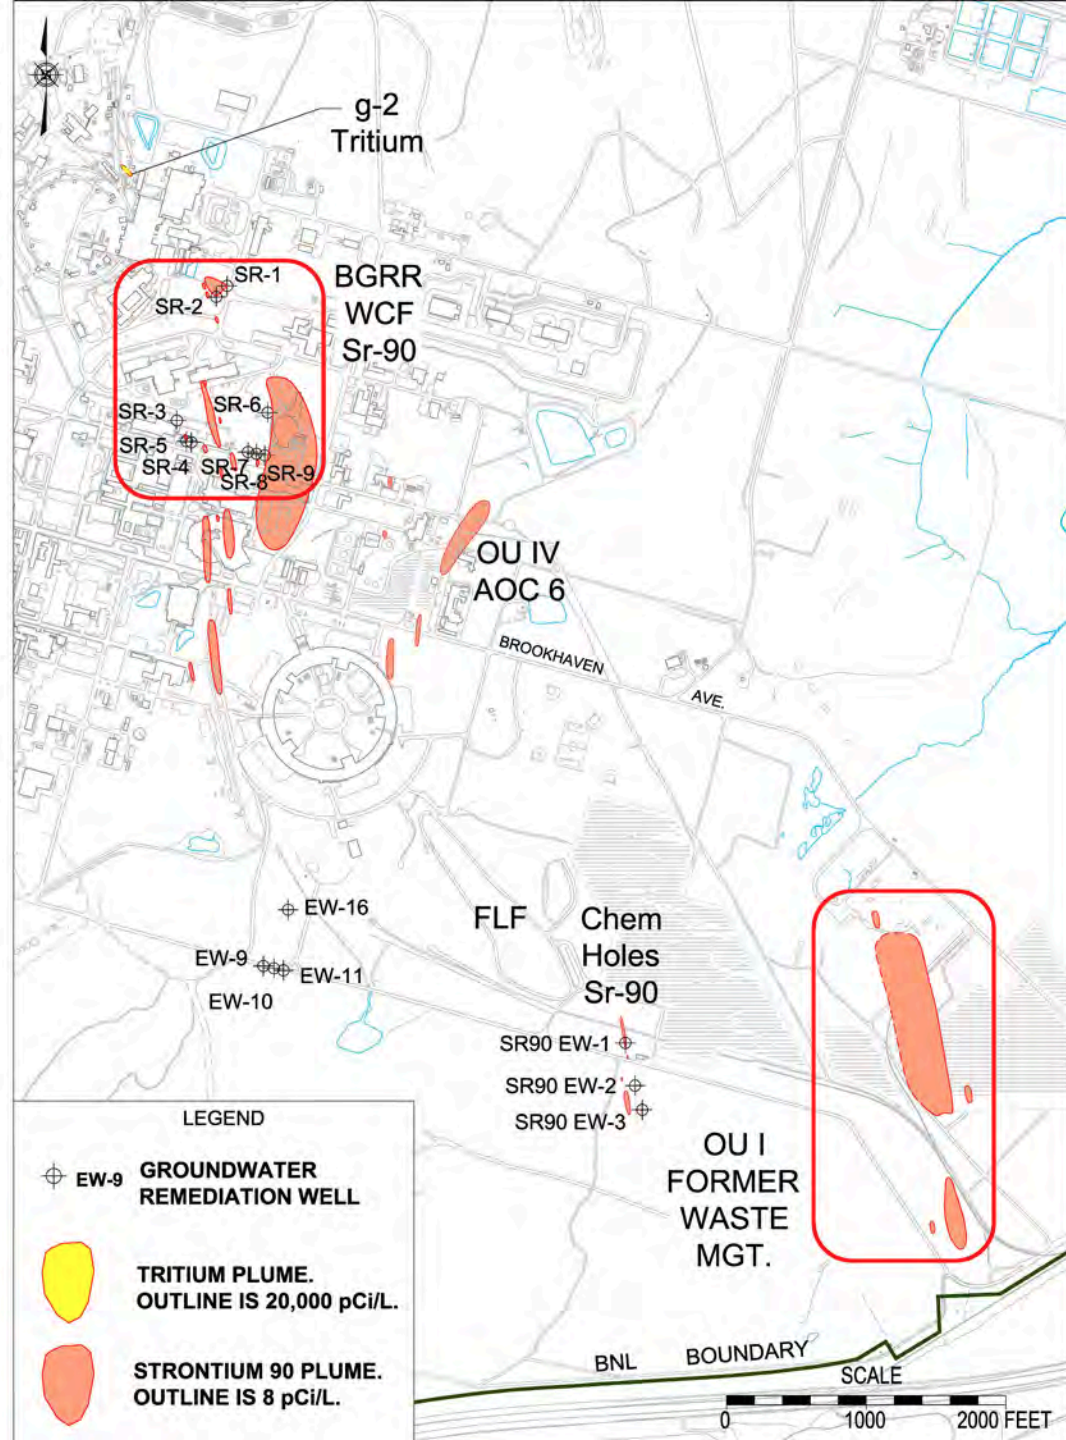 g-2
Tritium
SR-1
SR-2
BGRR
WCF
Sr-90
SR-3
SR-6
SR-5
SR-4
SR-7
SR-8
SR-9
OU IV
AOC 6
BROOKHAVEN
AVE.
EW-16
FLF
Chem
Holes
Sr-90
EW-9
EW-11
EW-10
SR90 EW-1
SR90 EW-2
SR90 EW-3
OU I
FORMER
WASTE
MGT.
LEGEND
EW-9 GROUNDWATER
REMEDIATION WELL
TRITIUM PLUME.
OUTLINE IS 20,000 pCi/L.
STRONTIUM 90 PLUME.
OUTLINE IS 8 pCi/L.
BNL BOUNDARY
SCALE
0 1000 2000 FEET